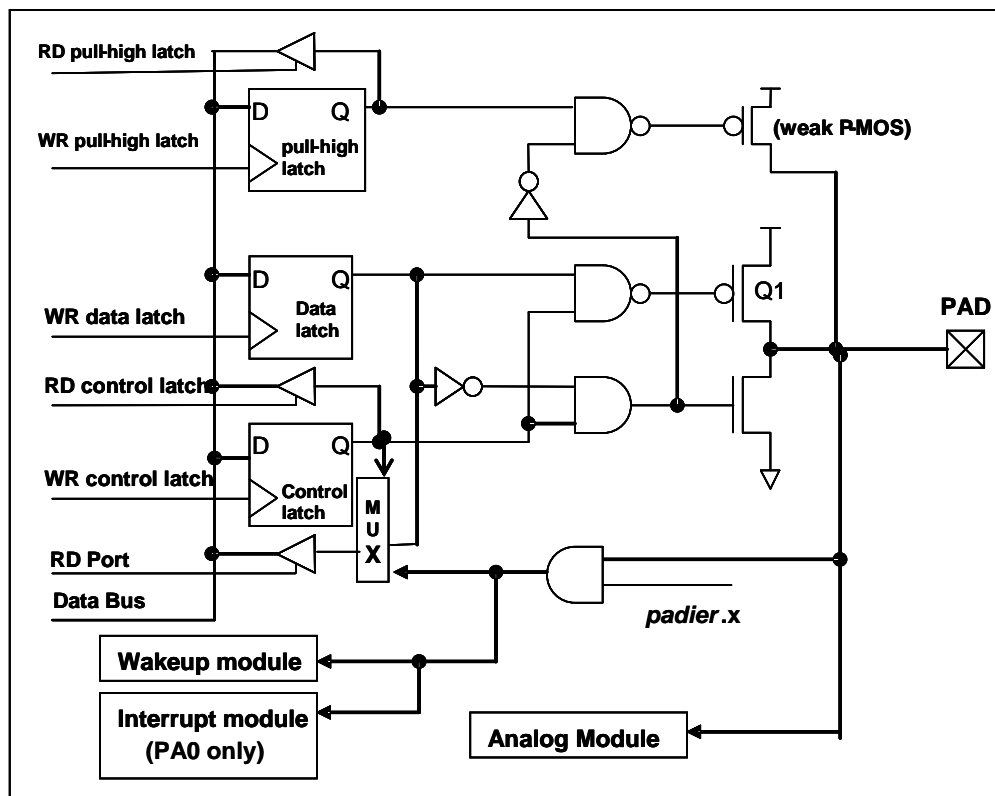 RD pull-high latch
D
Q
WR pull-high latch
pull-high
latch
(weak P-MOS)
D
Q
Data
latch
WR data latch
Q1
PAD
RD control latch
D
Q
WR control latch
Control
latch
M
U
X
RD Port
Data Bus
padier.x
Wakeup module
Interrupt module
(PA0 only)
Analog Module